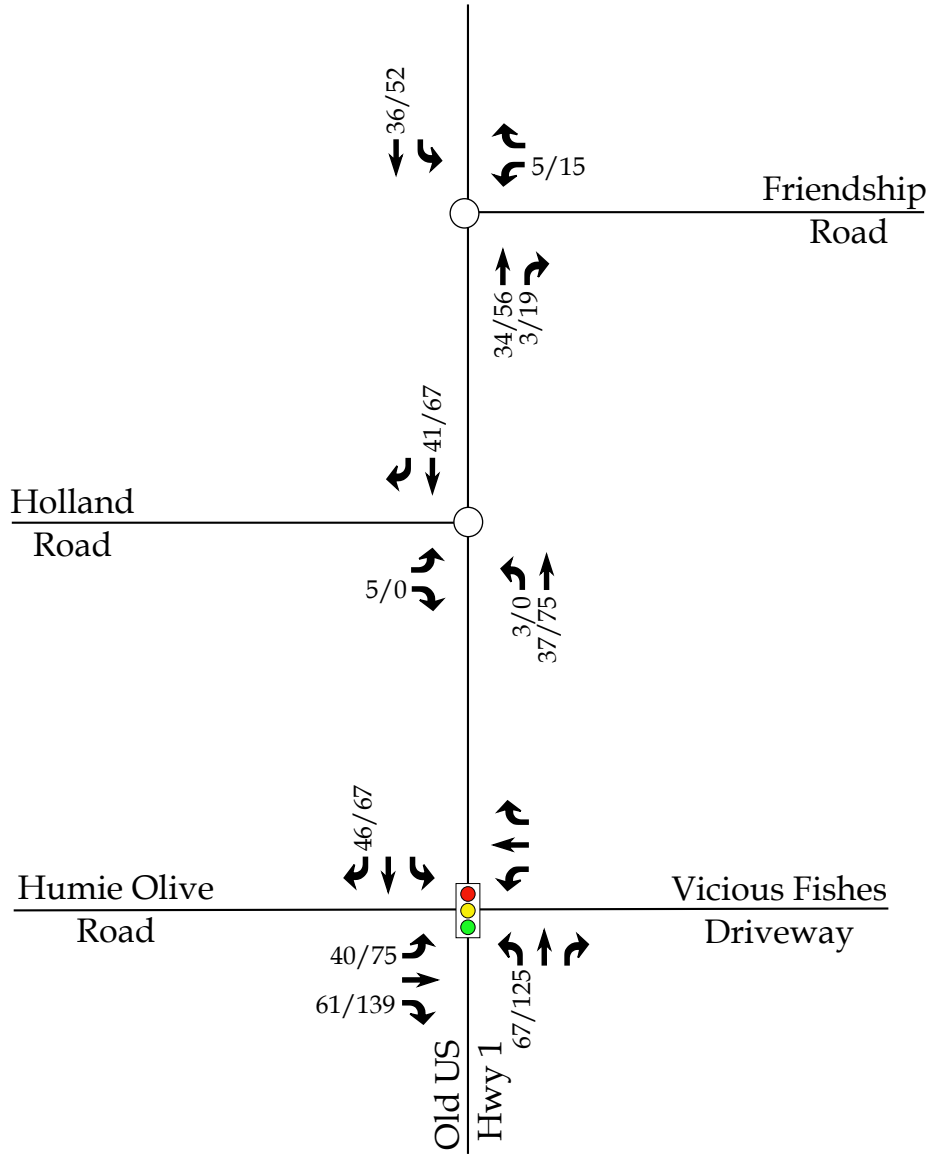 36/52
5/15
Friendship
Road
34/56
3/19
41/67
Holland
Road
5/0
3/0
37/75
46/67
Humie Olive
Road
Vicious Fishes
Driveway
40/75
61/139
67/125
Old US
Hwy 1